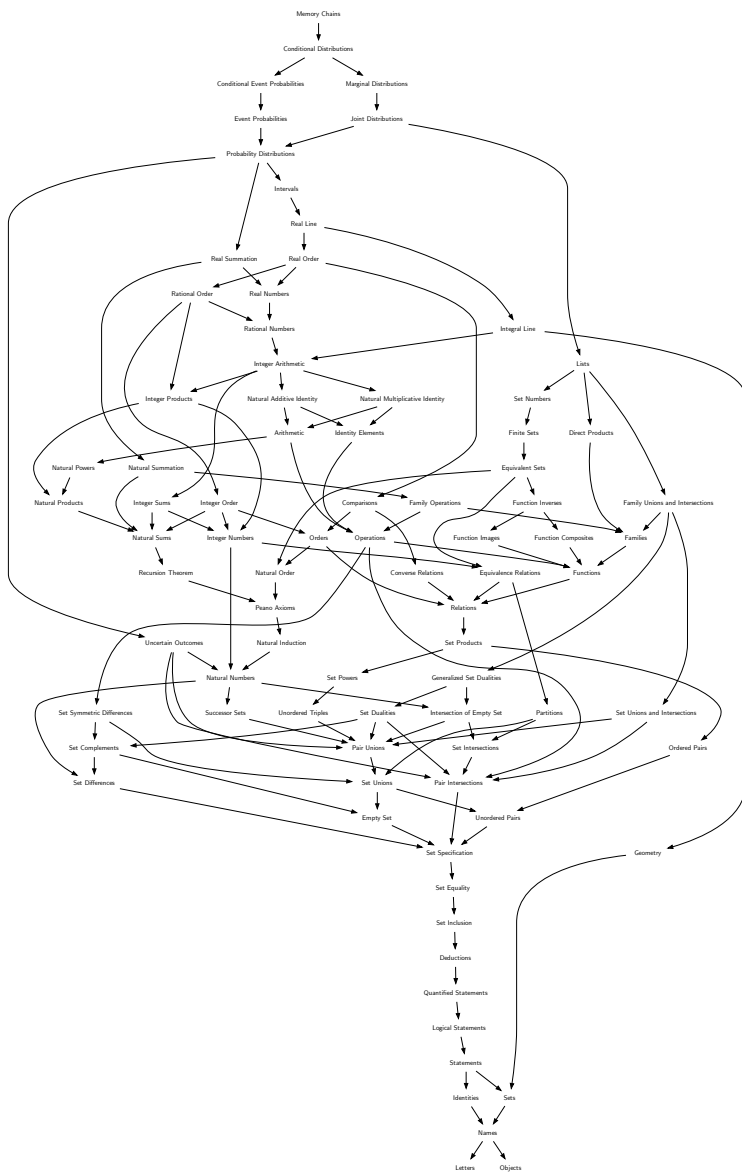 Memory Chains
Conditional Distributions
Conditional Event Probabilities
Marginal Distributions
Event Probabilities
Joint Distributions
Probability Distributions
Intervals
Real Line
Real Summation
Real Order
Rational Order
Real Numbers
Rational Numbers
Integral Line
Integer Arithmetic
Lists
Integer Products
Natural Additive Identity
Natural Multiplicative Identity
Set Numbers
Arithmetic
Identity Elements
Finite Sets
Direct Products
Natural Powers
Natural Summation
Equivalent Sets
Natural Products
Integer Sums
Integer Order
Comparisons
Family Operations
Function Inverses
Family Unions and Intersections
Natural Sums
Integer Numbers
Orders
Operations
Function Images
Function Composites
Families
Recursion Theorem
Natural Order
Converse Relations
Equivalence Relations
Functions
Peano Axioms
Relations
Uncertain Outcomes
Natural Induction
Set Products
Natural Numbers
Set Powers
Generalized Set Dualities
Set Symmetric Differences
Successor Sets
Unordered Triples
Set Dualities
Intersection of Empty Set
Partitions
Set Unions and Intersections
Set Complements
Pair Unions
Set Intersections
Ordered Pairs
Set Differences
Set Unions
Pair Intersections
Empty Set
Unordered Pairs
Set Specification
Geometry
Set Equality
Set Inclusion
Deductions
Quantified Statements
Logical Statements
Statements
Identities
Sets
Names
Letters
Objects